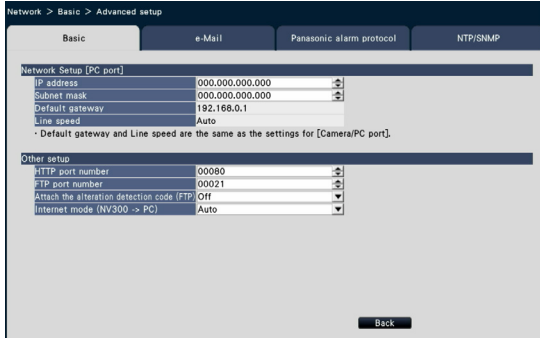 Network > Basic > Advanced setup
Basic e-Mail Panasonic alarm protocol NTP/SNMP
Network Setup [PC port]
IP address 000.000.000.000
Subnet mask 000.000.000.000
Default gateway 192.168.0.1
Line speed Auto
・Default gateway and Line speed are the same as the settings for [Camera/PC port].
Other setup
HTTP port number 00080
FTP port number 00021
Attach the alteration detection code (FTP) Off
Internet mode (NV300 -> PC) Auto
Back